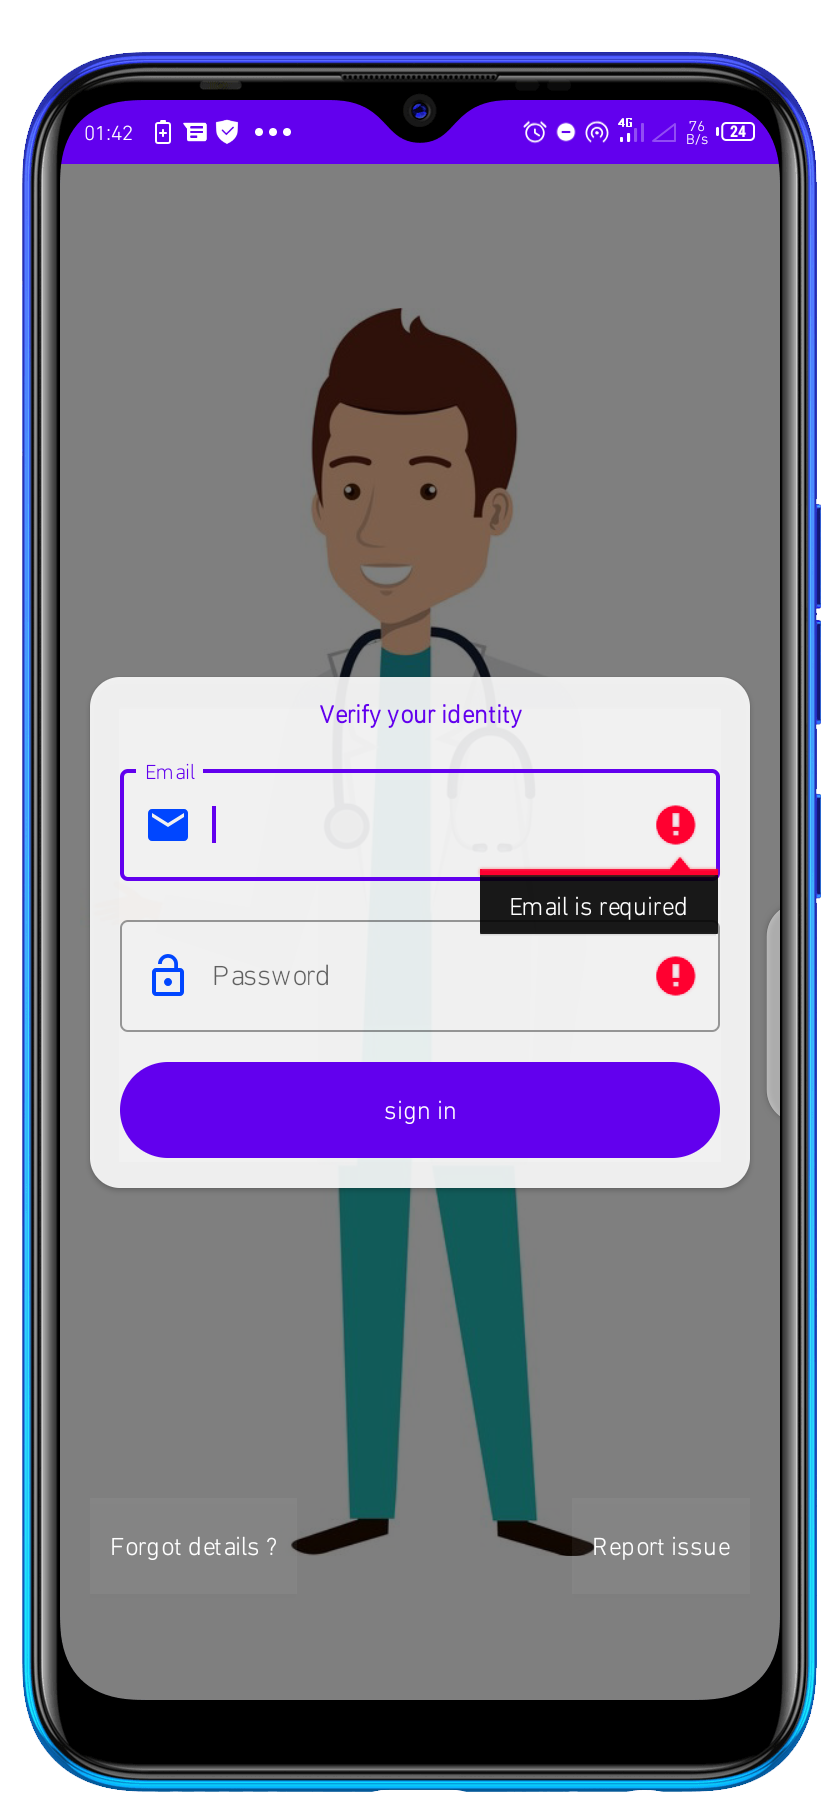 01:42
4G
76
B/s
24
Verify your identity
Email
Email is required
Password
sign in
Forgot details ?
Report issue